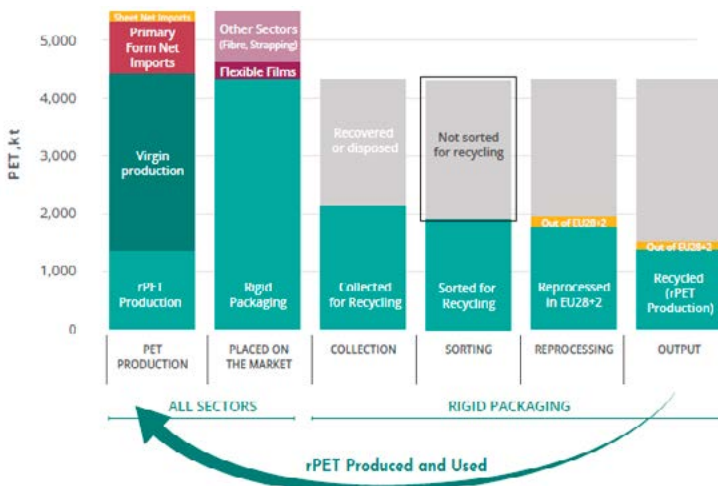 Sheet Net Imports
5,000
Primary
Form Net
Imports
Other Sectors
(Fibre, Strapping)
Flexible Films
4,000
PET, kt
3,000
Virgin
production
Recovered
or disposed
Not sorted
for recycling
2,000
Out of EU28+2
1,000
Out of EU28+2
rPET
Production
Rigid
Packaging
Collected
for Recycling
Sorted for
Recycling
Reprocessed
in EU28+2
Recycled
(rPET
Production)
0
PET
PRODUCTION
PLACED ON
THE MARKET
COLLECTION
SORTING
REPROCESSING
OUTPUT
ALL SECTORS
RIGID PACKAGING
rPET Produced and Used